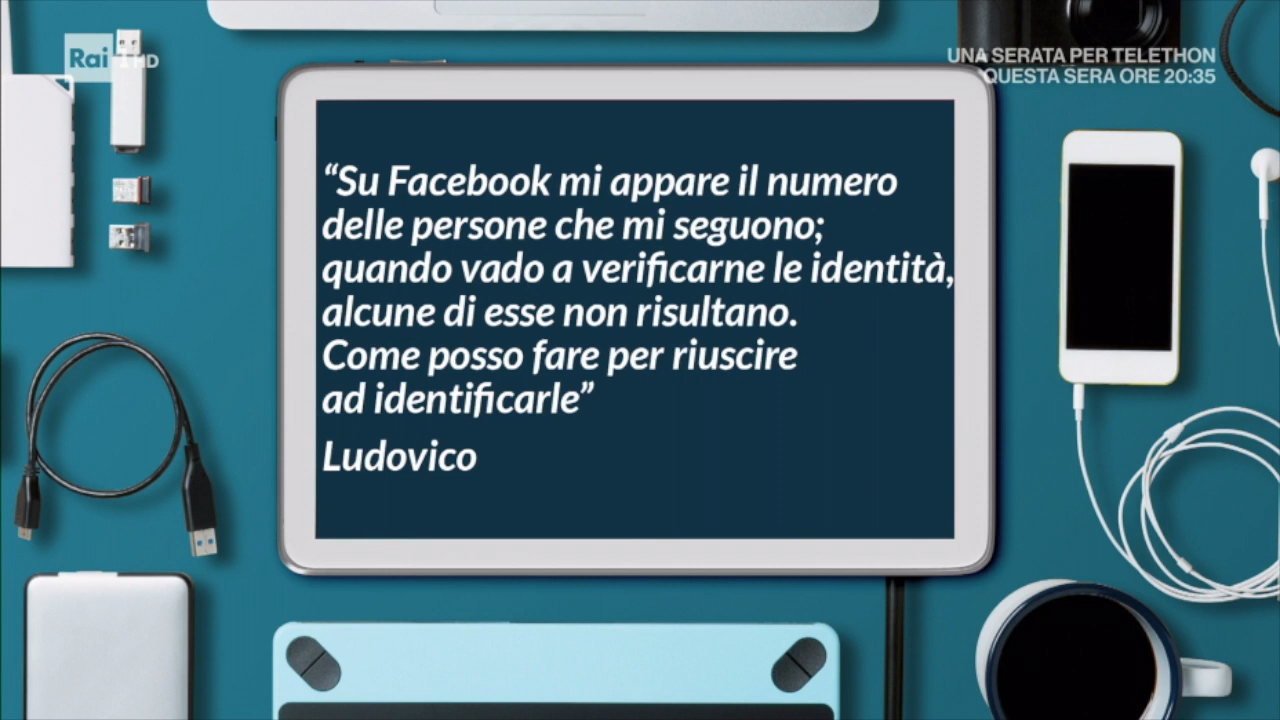 Rai 1 HD
UNA SERATA PER TELETHON
QUESTA SERA ORE 20:35
“Su Facebook mi appare il numero
delle persone che mi seguono;
quando vado a verificarne le identità,
alcune di esse non risultano.
Come posso fare per riuscire
ad identificarle”
Ludovico